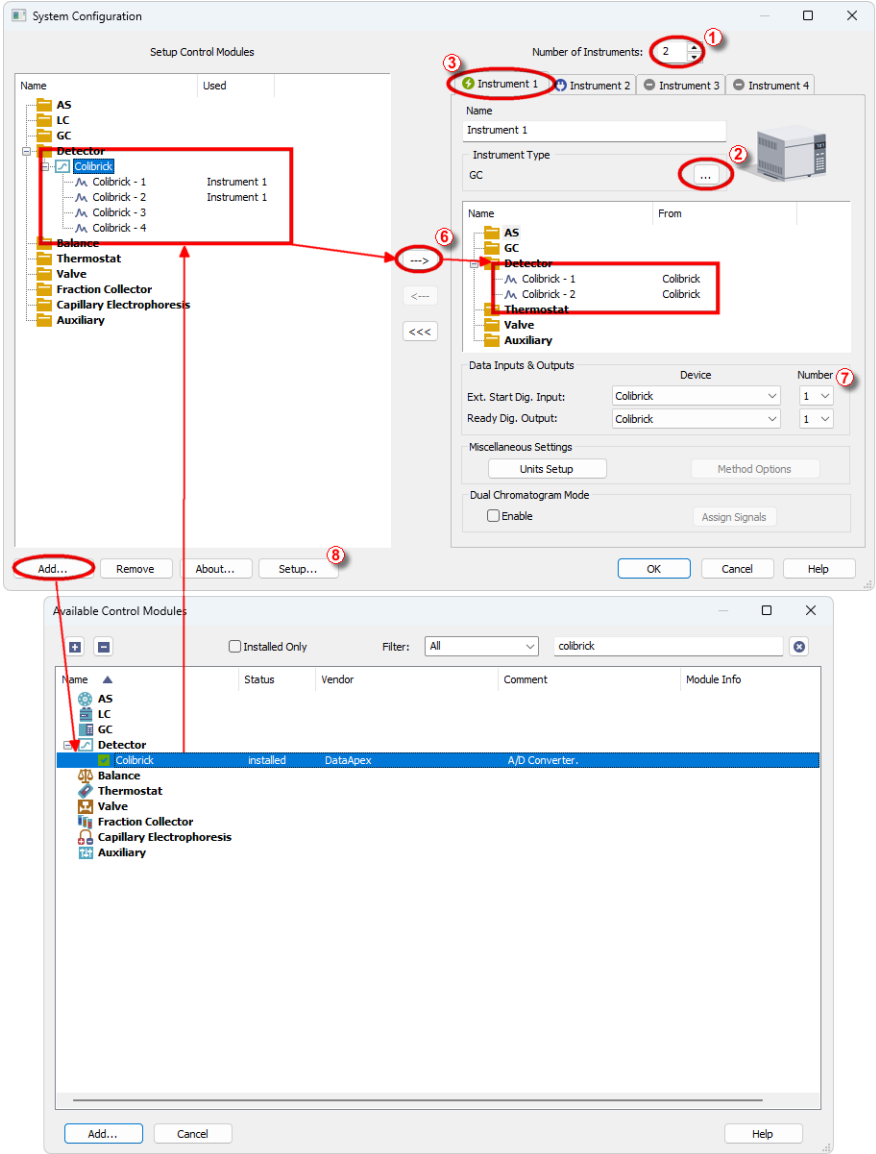 System Configuration
Setup Control Modules
Number of Instruments: 2
1
3
Name Used
AS
LC
GC
Detector
Colibrick
Colibrick - 1 Instrument 1
Colibrick - 2 Instrument 1
Colibrick - 3
Colibrick - 4
Balance
Thermostat
Valve
Fraction Collector
Capillary Electrophoresis
Auxiliary
6
--->
<---
<<<
Instrument 1 Instrument 2 Instrument 3 Instrument 4
Name
Instrument 1
Instrument Type
GC
...
2
Name From
AS
GC
Detector
Colibrick - 1 Colibrick
Colibrick - 2 Colibrick
Thermostat
Valve
Auxiliary
Data Inputs & Outputs
Device Number
7
Ext. Start Dig. Input: Colibrick 1
Ready Dig. Output: Colibrick 1
Miscellaneous Settings
Units Setup Method Options
Dual Chromatogram Mode
Enable Assign Signals
8
Add... Remove About... Setup... OK Cancel Help
Available Control Modules
Installed Only Filter: All colibrick
Name Status Vendor Comment Module Info
AS
LC
GC
Detector
Colibrick installed DataApex A/D Converter.
Balance
Thermostat
Valve
Fraction Collector
Capillary Electrophoresis
Auxiliary
Add... Cancel Help